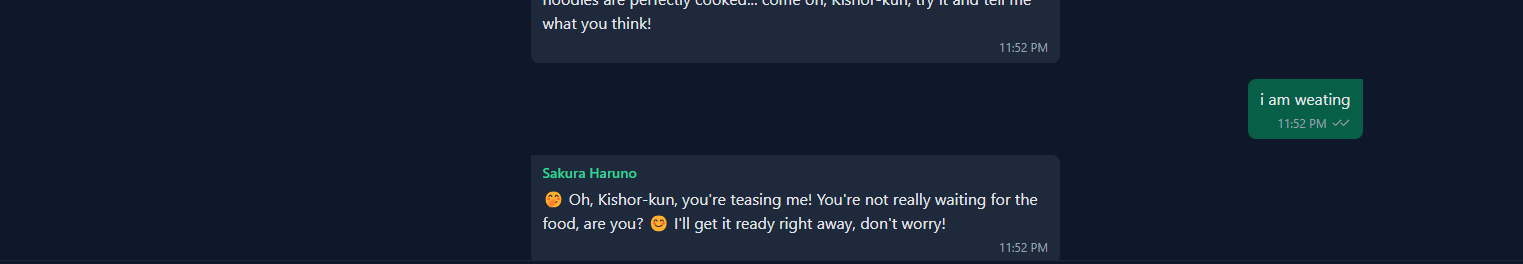 noodles are perfectly cooked... come on, Kishor-kun, try it and tell me
what you think!
11:52 PM
i am weating
11:52 PM
Sakura Haruno
🤭 Oh, Kishor-kun, you're teasing me! You're not really waiting for the
food, are you? 😊 I'll get it ready right away, don't worry!
11:52 PM